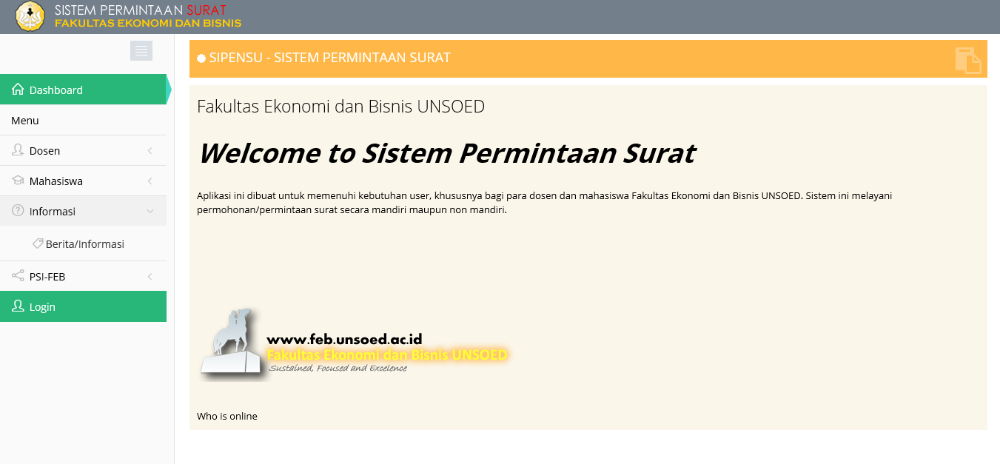 SISTEM PERMINTAAN SURAT
FAKULTAS EKONOMI DAN BISNIS
SIPENSU - SISTEM PERMINTAAN SURAT
Dashboard
Menu
Dosen
Mahasiswa
Informasi
Berita/Informasi
PSI-FEB
Login
Fakultas Ekonomi dan Bisnis UNSOED
Welcome to Sistem Permintaan Surat
Aplikasi ini dibuat untuk memenuhi kebutuhan user, khususnya bagi para dosen dan mahasiswa Fakultas Ekonomi dan Bisnis UNSOED. Sistem ini melayani
permohonan/permintaan surat secara mandiri maupun non mandiri.
www.feb.unsoed.ac.id
Fakultas Ekonomi dan Bisnis UNSOED
Sustained, Focused and Excelence
Who is online